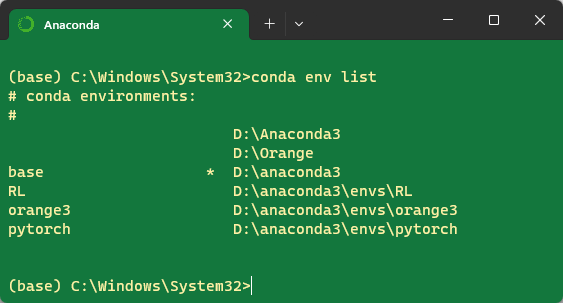 Anaconda
(base) C:\Windows\System32>conda env list
# conda environments:
#
                         D:\Anaconda3
                         D:\Orange
base                  *  D:\anaconda3
RL                       D:\anaconda3\envs\RL
orange3                  D:\anaconda3\envs\orange3
pytorch                  D:\anaconda3\envs\pytorch
(base) C:\Windows\System32>